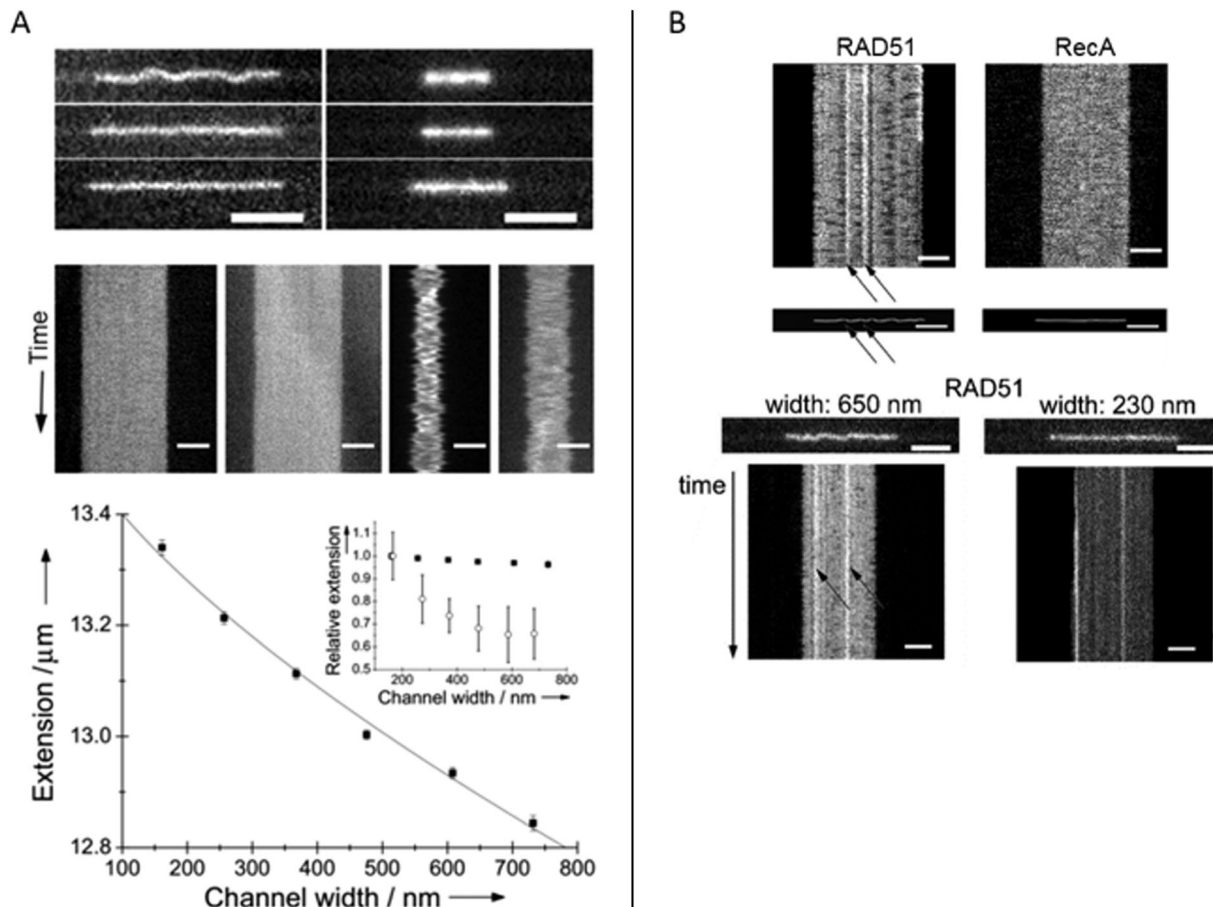 A
Time
13.4
13.2
13.0
12.8
Extension /µm
100 200 300 400 500 600 700 800
Channel width / nm
1.1
1.0
0.9
0.8
0.7
0.6
0.5
Relative extension
200 400 600 800
Channel width / nm
B
RAD51 RecA
RAD51
width: 650 nm width: 230 nm
time